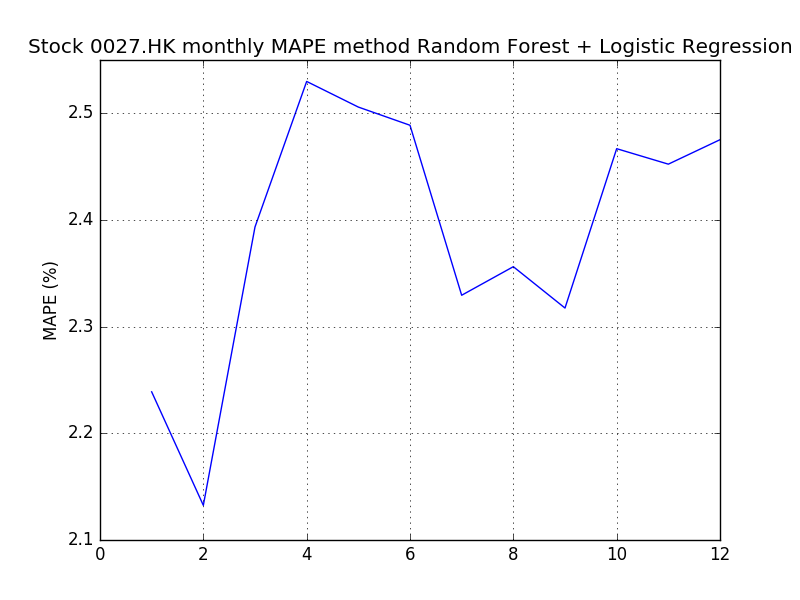 Stock 0027.HK monthly MAPE method Random Forest + Logistic Regression
MAPE (%)
2.5
2.4
2.3
2.2
2.1
0 2 4 6 8 10 12